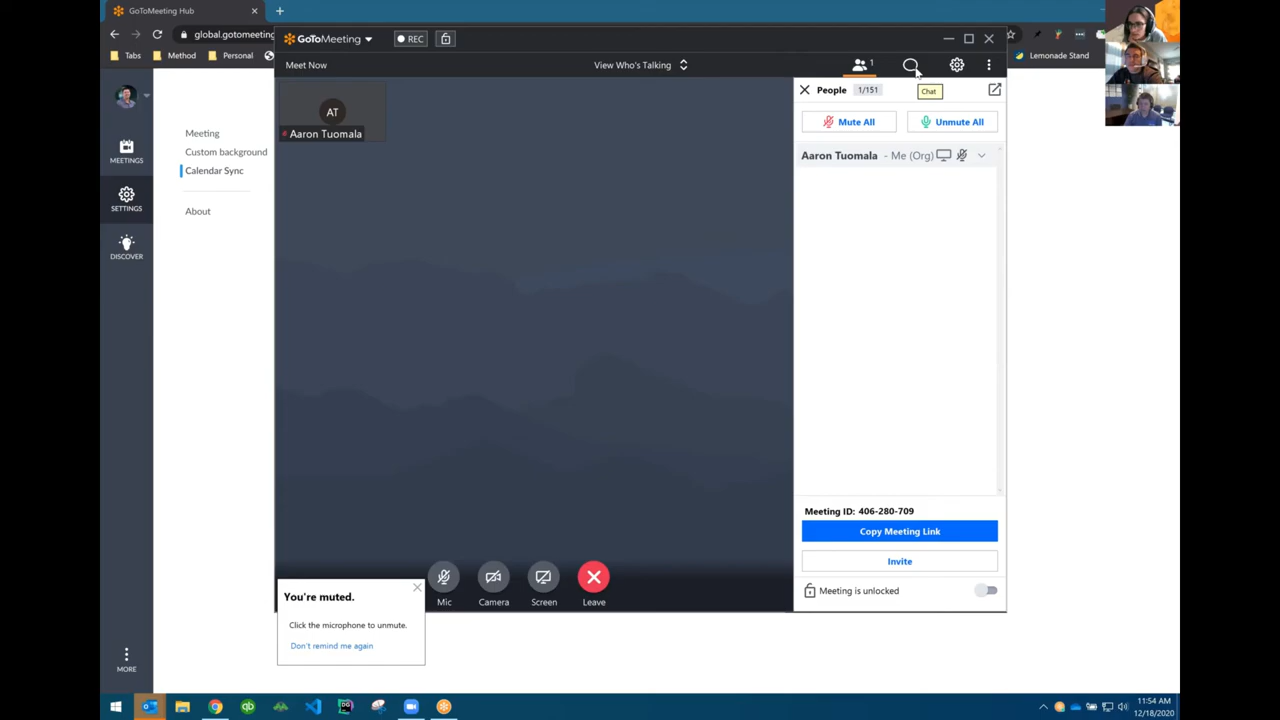 GoToMeeting Hub
global.gotomeeting
Tabs
Method
Personal
Lemonade Stand
GoToMeeting
REC
Meet Now
View Who's Talking
1
Chat
People 1/151
Mute All
Unmute All
Aaron Tuomala - Me (Org)
AT
Aaron Tuomala
MEETINGS
SETTINGS
DISCOVER
MORE
Meeting
Custom background
Calendar Sync
About
Meeting ID: 406-280-709
Copy Meeting Link
Invite
Meeting is unlocked
Mic
Camera
Screen
Leave
You're muted.
Click the microphone to unmute.
Don't remind me again
11:54 AM
12/18/2020